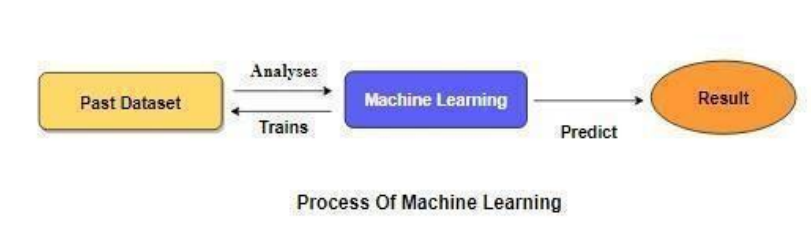 Analyses
Past Dataset
Machine Learning
Result
Trains
Predict
Process Of Machine Learning